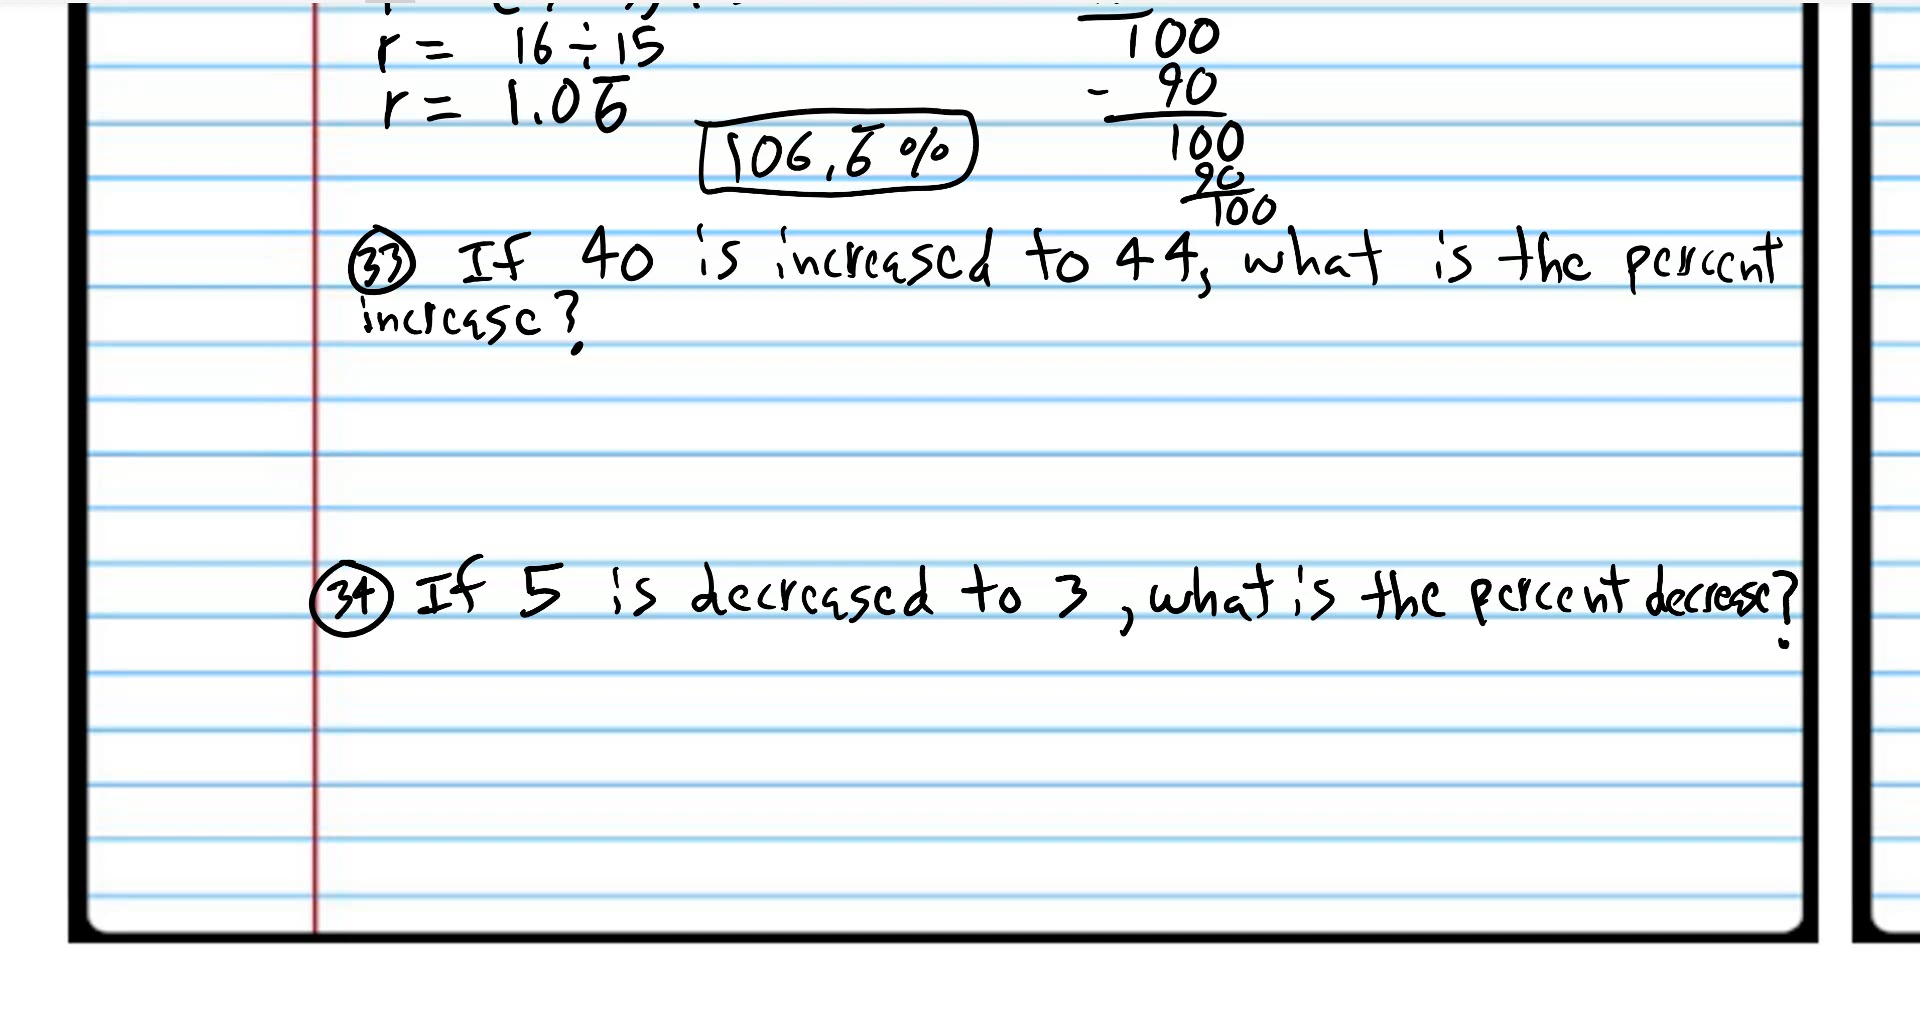 r = 16 ÷ 15
r = 1.06̅
106.6̅ %
100
- 90
100
90
100
33 If 40 is increased to 44, what is the percent
increase?
34 If 5 is decreased to 3, what is the percent decrease?